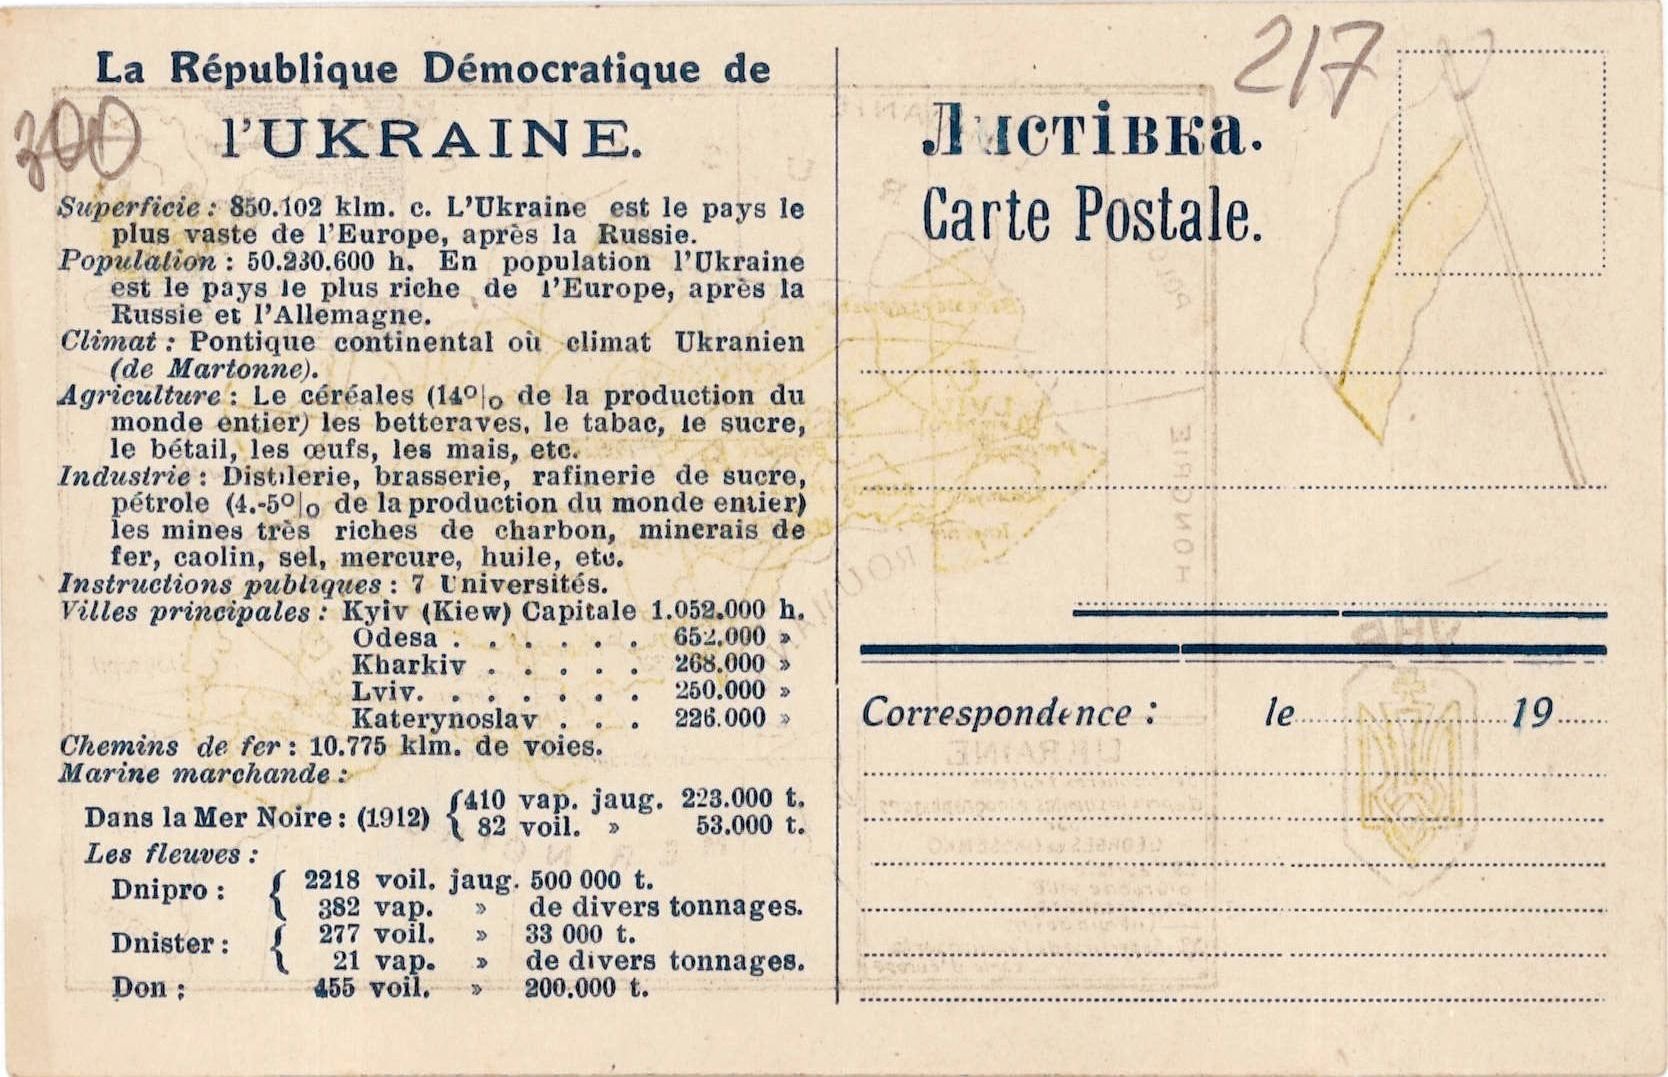 La République Démocratique de
l'UKRAINE.
300
Superficie : 850.102 klm. c. L'Ukraine est le pays le
plus vaste de l'Europe, après la Russie.
Population : 50.230.600 h. En population l'Ukraine
est le pays le plus riche de l'Europe, après la
Russie et l'Allemagne.
Climat : Pontique continental où climat Ukranien
(de Martonne).
Agriculture : Le céréales (14°|₀ de la production du
monde entier) les betteraves, le tabac, le sucre,
le bétail, les œufs, les mais, etc.
Industrie : Distilerie, brasserie, rafinerie de sucre,
pétrole (4.-5°|₀ de la production du monde entier)
les mines très riches de charbon, minerais de
fer, caolin, sel, mercure, huile, etc.
Instructions publiques : 7 Universités.
Villes principales : Kyiv (Kiew) Capitale 1.052.000 h.
Odesa . . . . . . 652.000 »
Kharkiv . . . . . 268.000 »
Lviv. . . . . . . 250.000 »
Katerynoslav . . . 226.000 »
Chemins de fer : 10.775 klm. de voies.
Marine marchande :
Dans la Mer Noire : (1912) { 410 vap. jaug. 223.000 t.
82 voil. » 53.000 t.
Les fleuves :
Dnipro : { 2218 voil. jaug. 500 000 t.
382 vap. » de divers tonnages.
Dnister : { 277 voil. » 33 000 t.
21 vap. » de divers tonnages.
Don : 455 voil. » 200.000 t.
217
Листівка.
Carte Postale.
Correspondence : le 19